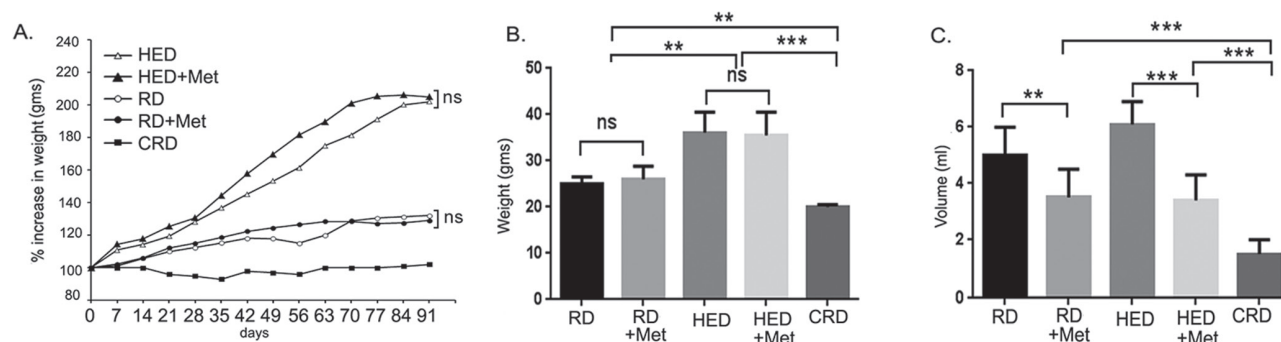 A.
% increase in weight (gms)
240
220
200
180
160
140
120
100
80
HED
HED+Met
RD
RD+Met
CRD
ns
ns
0 7 14 21 28 35 42 49 56 63 70 77 84 91
days
B.
**
**
***
ns
ns
Weight (gms)
50
40
30
20
10
0
RD RD +Met HED HED +Met CRD
C.
***
***
***
**
Volume (ml)
8
6
4
2
0
RD RD +Met HED HED +Met CRD